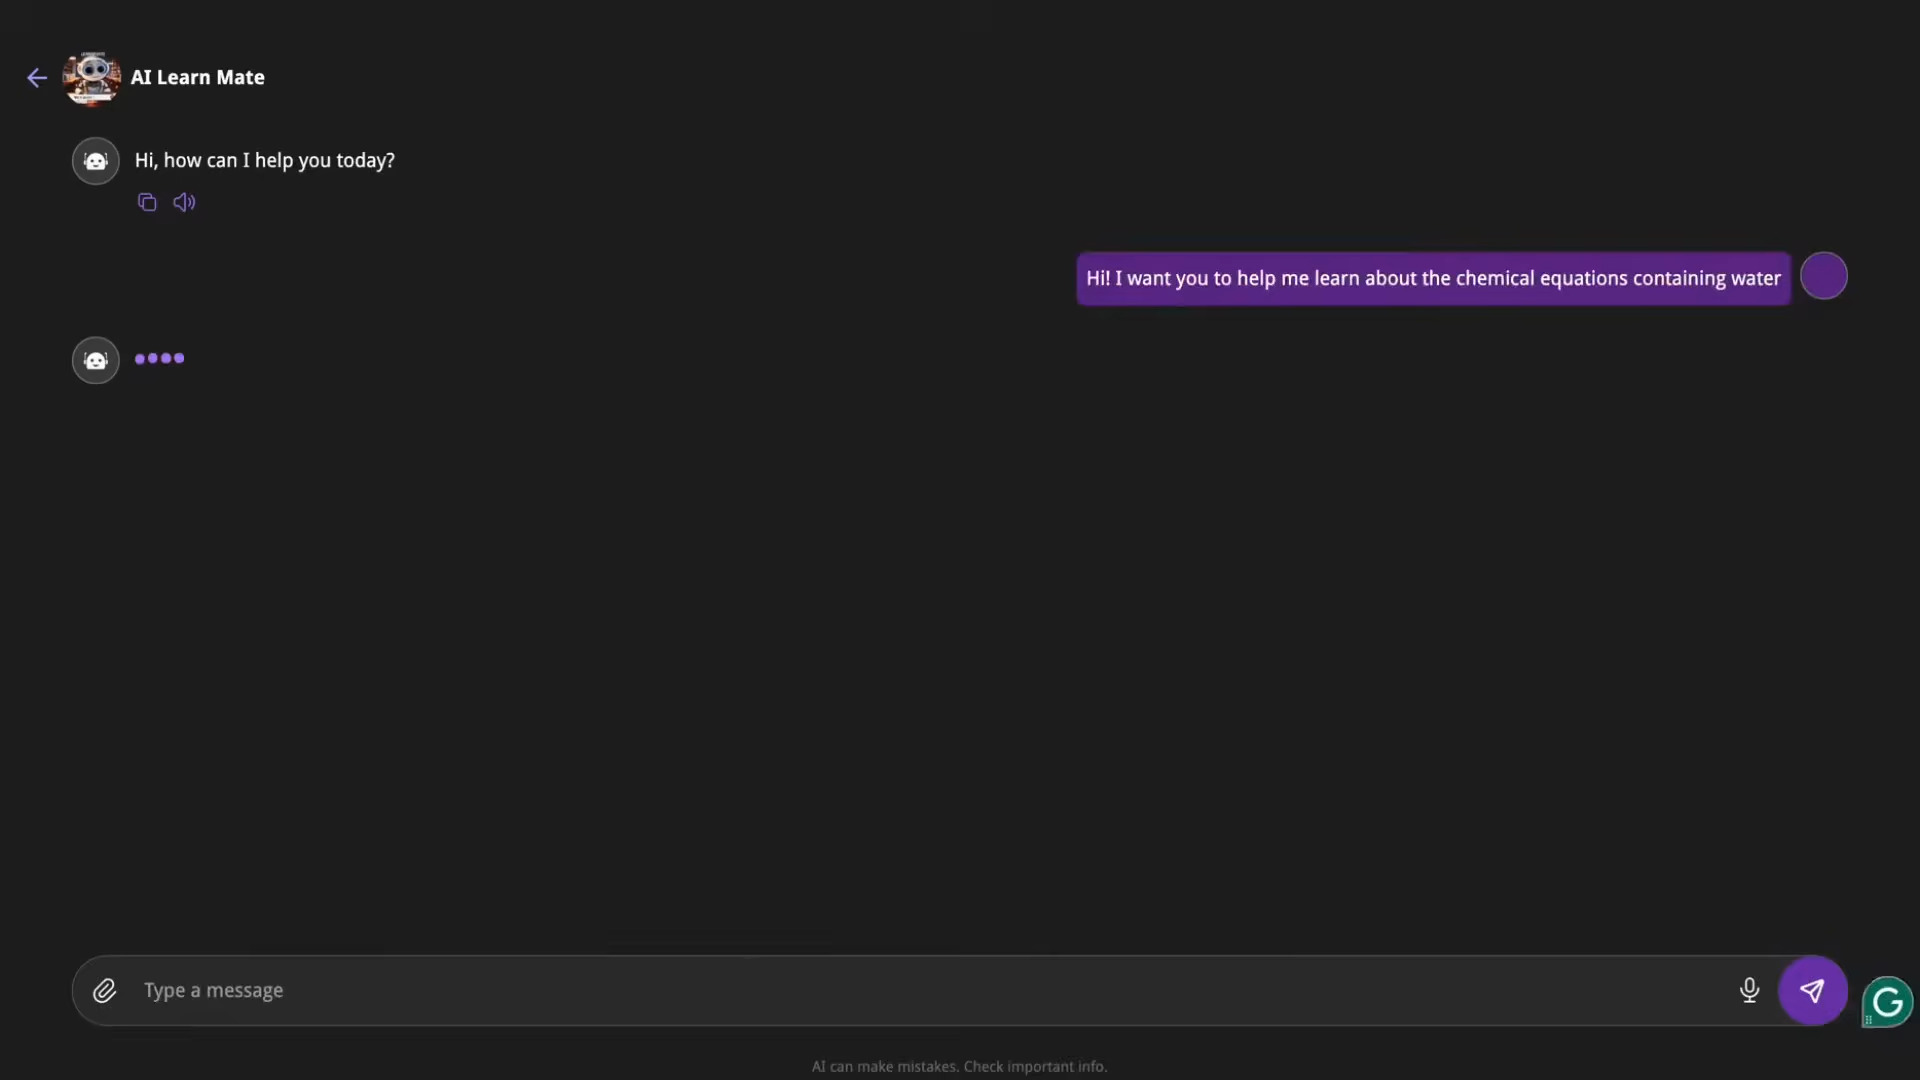 AI Learn Mate
Hi, how can I help you today?
Hi! I want you to help me learn about the chemical equations containing water
Type a message
G
AI can make mistakes. Check important info.